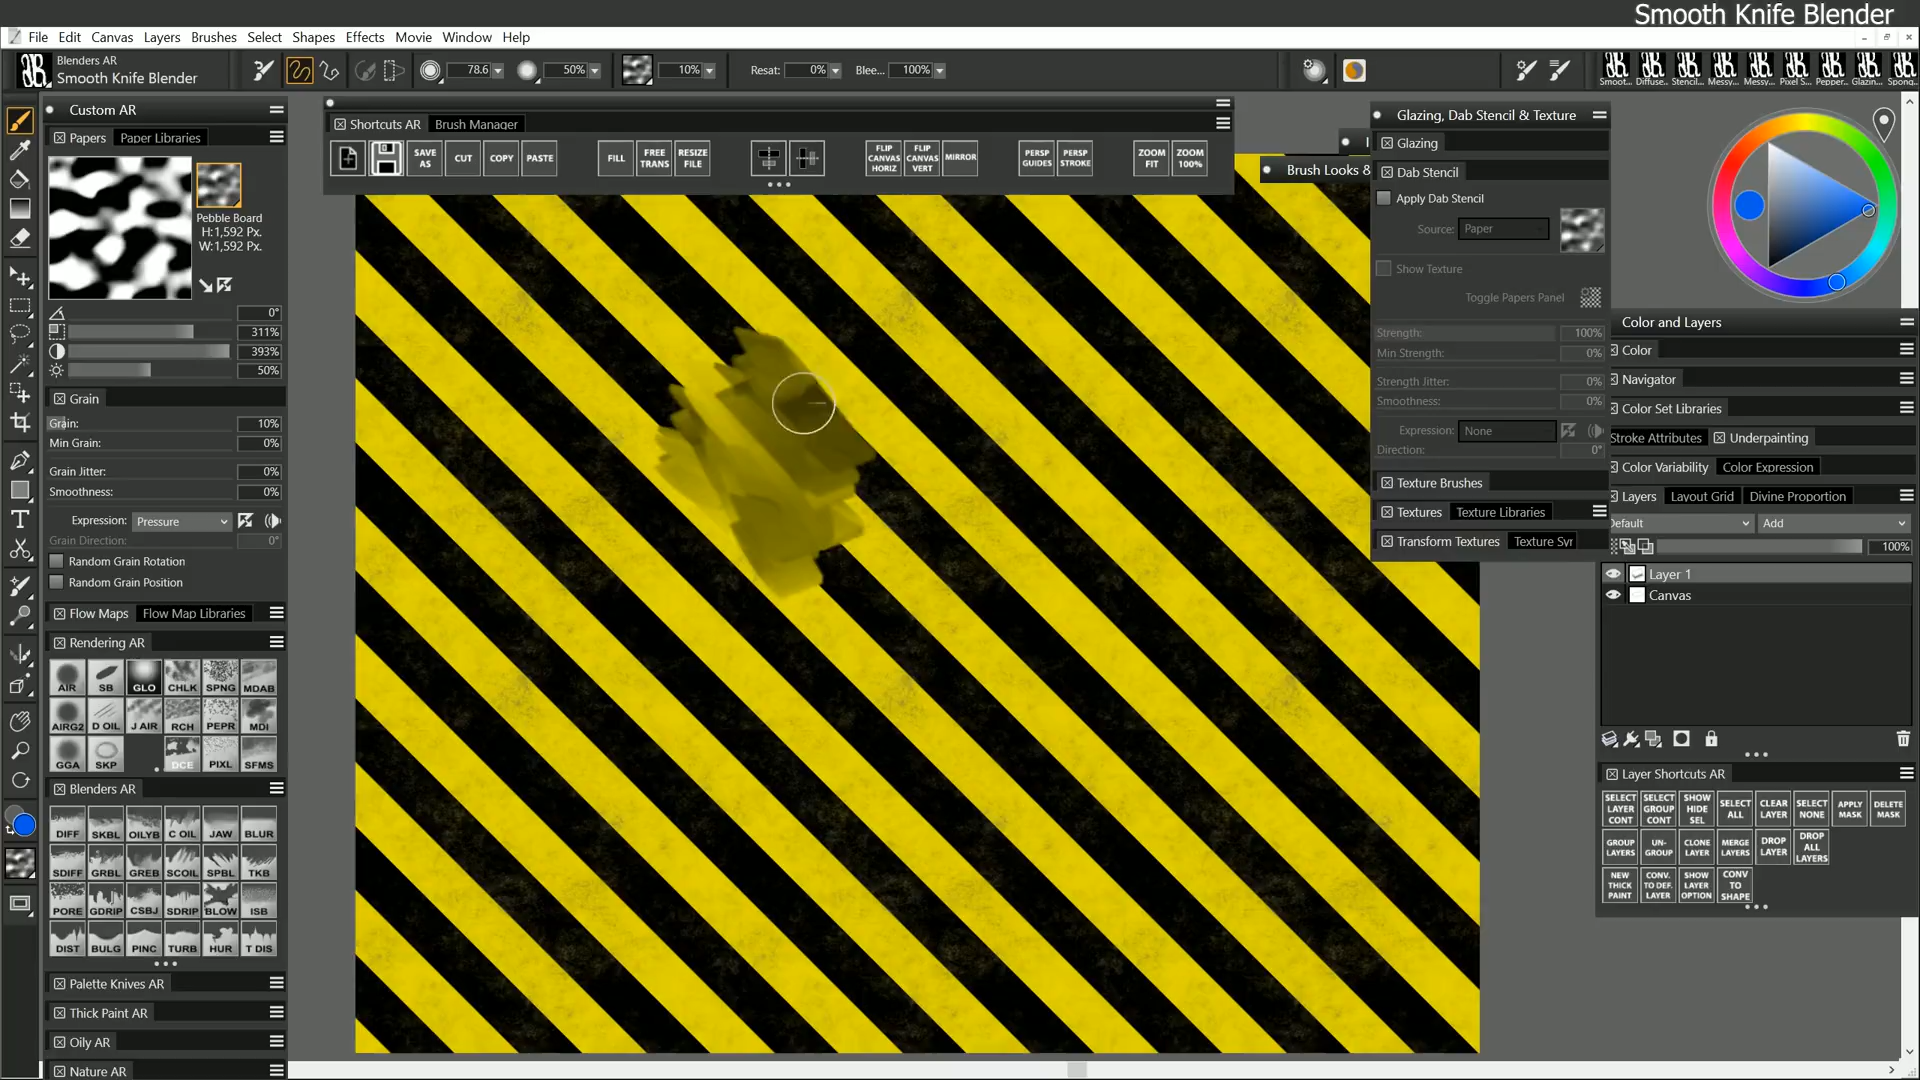 Smooth Knife Blender
File Edit Canvas Layers Brushes Select Shapes Effects Movie Window Help
Blenders AR
Smooth Knife Blender
78.6 50% 10% Resat: 0% Blee... 100%
Smoot... Diffuse... Stencil... Messy... Messy... Pixel S... Pepper... Glazin... Spong...
Custom AR
Papers Paper Libraries
Pebble Board
H:1,592 Px.
W:1,592 Px.
0°
311%
393%
50%
Grain
Grain: 10%
Min Grain: 0%
Grain Jitter: 0%
Smoothness: 0%
Expression: Pressure
Grain Direction: 0°
Random Grain Rotation
Random Grain Position
Flow Maps Flow Map Libraries
Rendering AR
AIR SB GLO CHLK SPNG MDAB
AIRG2 D OIL J AIR RCH PEPR MDI
GGA SKP DCE PIXL SFMS
Blenders AR
DIFF SKBL OILYB C OIL JAW BLUR
SDIFF GRBL GREB SCOIL SPBL TKB
PORE GDRIP CSBJ SDRIP BLOW ISB
DIST BULG PINC TURB HUR T DIS
Palette Knives AR
Thick Paint AR
Oily AR
Nature AR
Shortcuts AR Brush Manager
SAVE AS CUT COPY PASTE FILL FREE TRANS RESIZE FILE FLIP CANVAS HORIZ FLIP CANVAS VERT MIRROR PERSP GUIDES PERSP STROKE ZOOM FIT ZOOM 100%
Brush Looks &
Glazing, Dab Stencil & Texture
Glazing
Dab Stencil
Apply Dab Stencil
Source: Paper
Show Texture
Toggle Papers Panel
Strength: 100%
Min Strength: 0%
Strength Jitter: 0%
Smoothness: 0%
Expression: None
Direction: 0°
Texture Brushes
Textures Texture Libraries
Transform Textures Texture Syn
Color and Layers
Color
Navigator
Color Set Libraries
Stroke Attributes Underpainting
Color Variability Color Expression
Layers Layout Grid Divine Proportion
Default Add
100%
Layer 1
Canvas
Layer Shortcuts AR
SELECT LAYER CONT SELECT GROUP CONT SHOW HIDE SEL SELECT ALL CLEAR LAYER SELECT NONE APPLY MASK DELETE MASK
GROUP LAYERS UN-GROUP CLONE LAYER MERGE LAYERS DROP LAYER DROP ALL LAYERS
NEW THICK PAINT CONV. TO DEF. LAYER SHOW LAYER OPTION CONV TO SHAPE